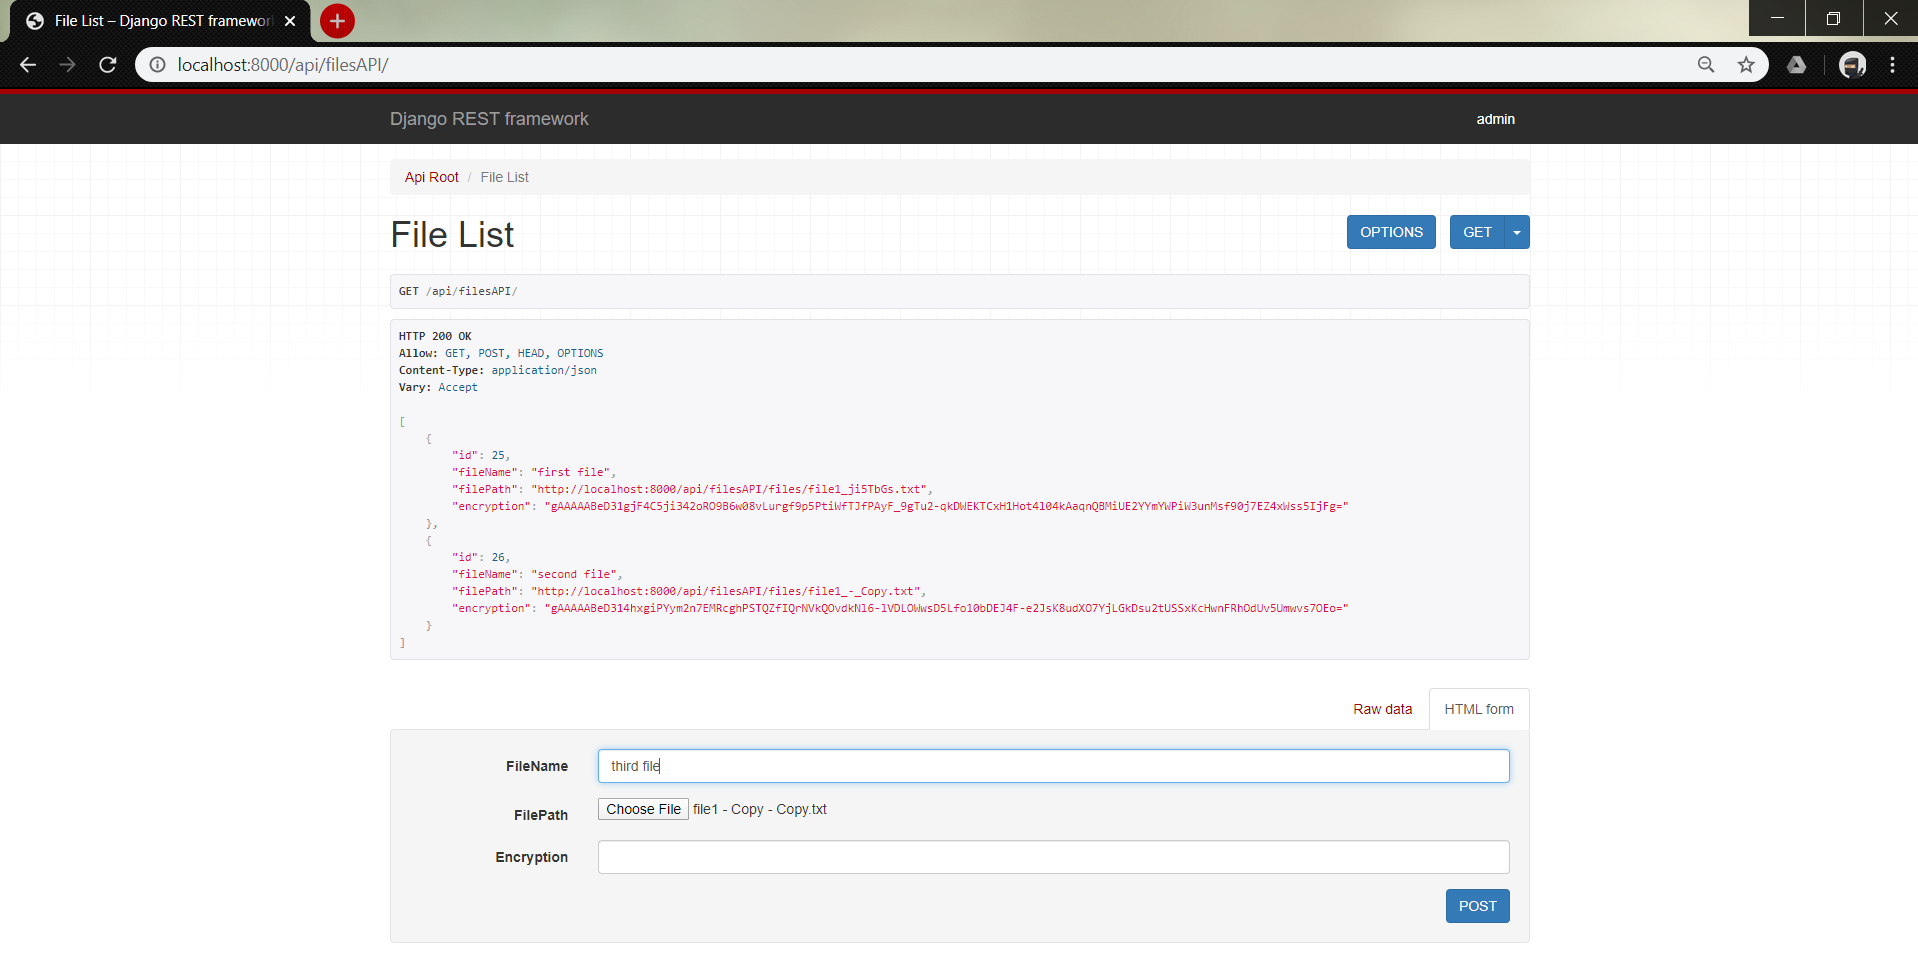 File List – Django REST framewor
localhost:8000/api/filesAPI/
Django REST framework
admin
Api Root / File List
File List
OPTIONS
GET
GET /api/filesAPI/
HTTP 200 OK
Allow: GET, POST, HEAD, OPTIONS
Content-Type: application/json
Vary: Accept
[
{
"id": 25,
"fileName": "first file",
"filePath": "http://localhost:8000/api/filesAPI/files/file1_ji5TbGs.txt",
"encryption": "gAAAAABeD31gjF4C5ji342oRO9B6w08vLurgf9p5PtiWfTJfPAyF_9gTu2-qkDWEKTCxH1Hot4l04kAaqnQBMiUE2YYmYWPiW3unMsf90j7EZ4xWss5IjFg="
},
{
"id": 26,
"fileName": "second file",
"filePath": "http://localhost:8000/api/filesAPI/files/file1_-_Copy.txt",
"encryption": "gAAAAABeD314hxgiPYym2n7EMRcghPSTQZfIQrNVkQOvdkNl6-lVDLOWwsD5Lfo10bDEJ4F-e2JsK8udXO7YjLGkDsu2tUSSxKcHwnFRhOdUv5Umwvs7OEo="
}
]
Raw data
HTML form
FileName
third file
FilePath
Choose File file1 - Copy - Copy.txt
Encryption
POST